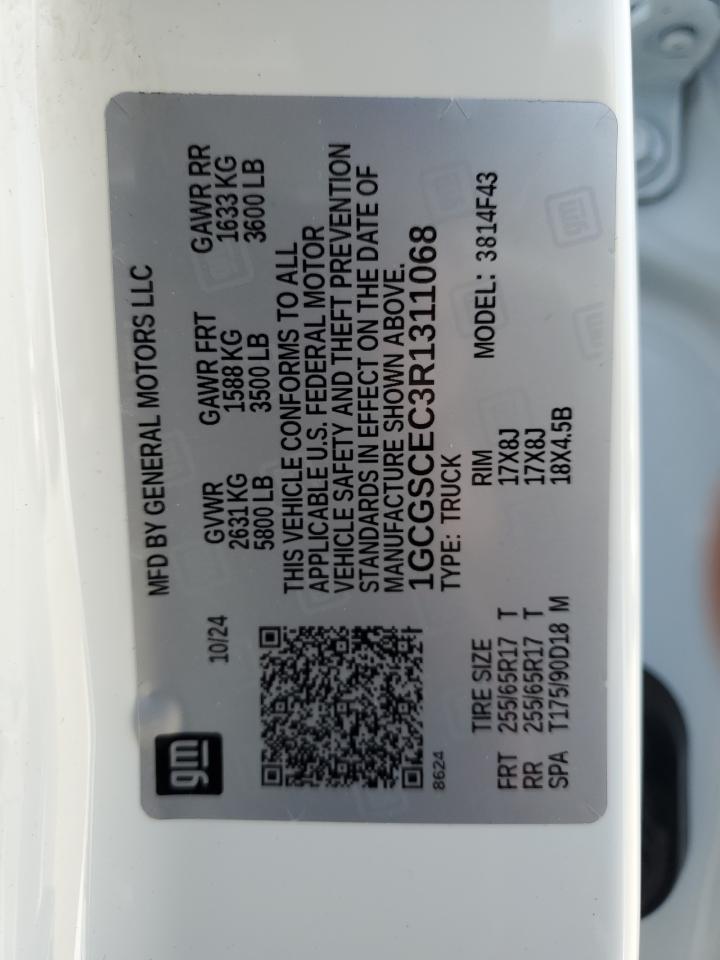 MFD BY GENERAL MOTORS LLC
gm
10/24
GVWR GAWR FRT GAWR RR
2631 KG 1588 KG 1633 KG
5800 LB 3500 LB 3600 LB
THIS VEHICLE CONFORMS TO ALL
APPLICABLE U.S. FEDERAL MOTOR
VEHICLE SAFETY AND THEFT PREVENTION
STANDARDS IN EFFECT ON THE DATE OF
MANUFACTURE SHOWN ABOVE.
1GCGSCEC3R1311068
8624
TYPE: TRUCK MODEL: 3814F43
TIRE SIZE RIM
FRT 255/65R17 T 17X8J
RR 255/65R17 T 17X8J
SPA T175/90D18 M 18X4.5B